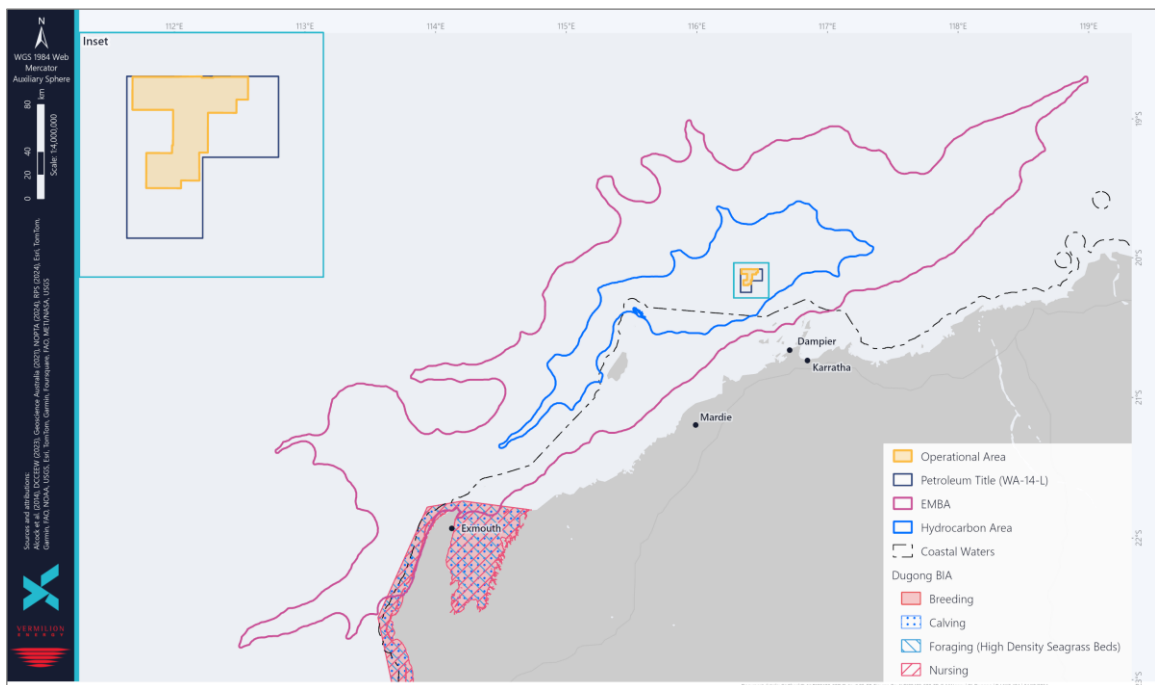 112°E
113°E
114°E
115°E
116°E
117°E
118°E
119°E
N
WGS 1984 Web
Mercator
Auxiliary Sphere
km
80
40
20
0
Scale: 1:4,000,000
Sources and attributions:
Alcock et al. (2014), DCCEEW (2023), Geoscience Australia (2021), NOPTA (2024), RPS (2024), Esri, TomTom,
Garmin, FAO, NOAA, USGS, Esri, TomTom, Garmin, Foursquare, FAO, METI/NASA, USGS
VERMILION
ENERGY
Inset
19°S
20°S
21°S
22°S
23°S
Dampier
Karratha
Mardie
Exmouth
Operational Area
Petroleum Title (WA-14-L)
EMBA
Hydrocarbon Area
Coastal Waters
Dugong BIA
Breeding
Calving
Foraging (High Density Seagrass Beds)
Nursing